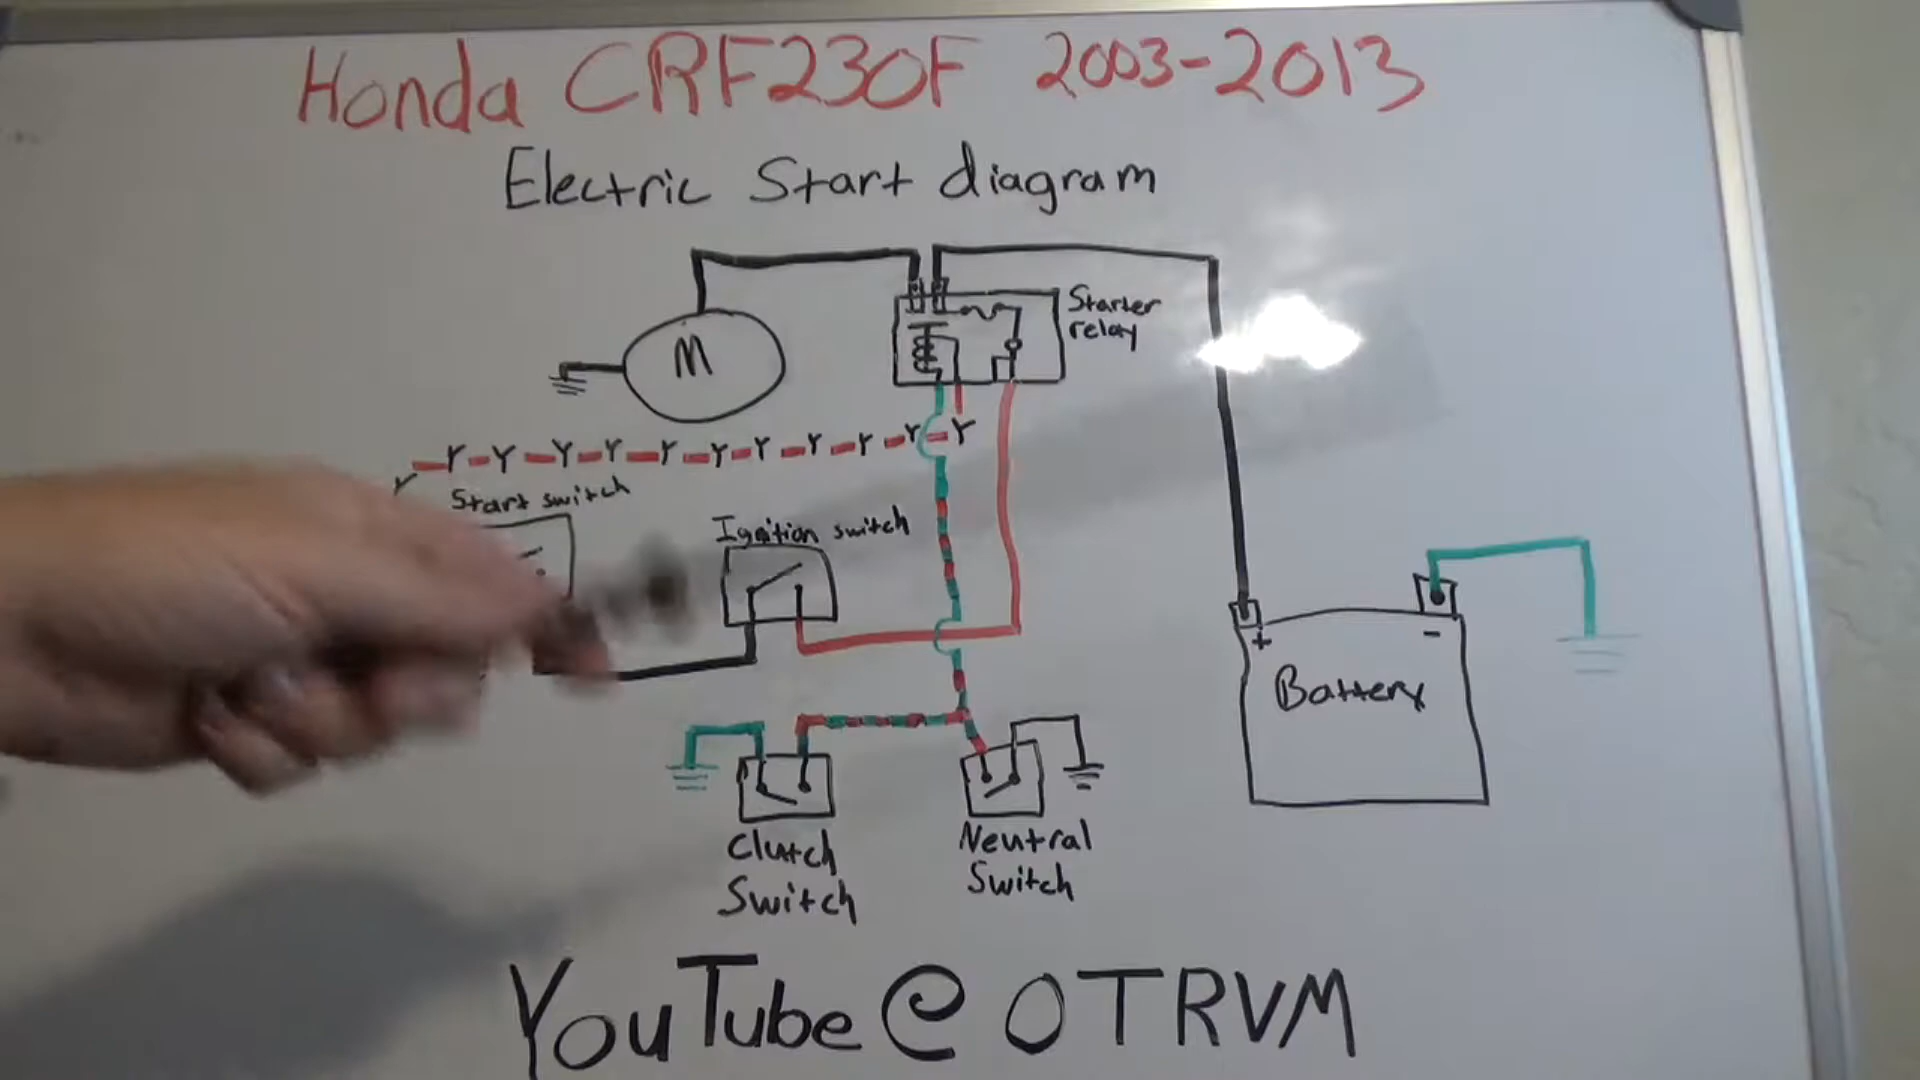 Honda CRF230F 2003-2013
Electric Start diagram
Starter
relay
M
Y Y Y Y Y Y Y Y Y Y Y
Y
Start switch
Ignition switch
+ -
Battery
Clutch
Switch
Neutral
Switch
YouTube@OTRVM